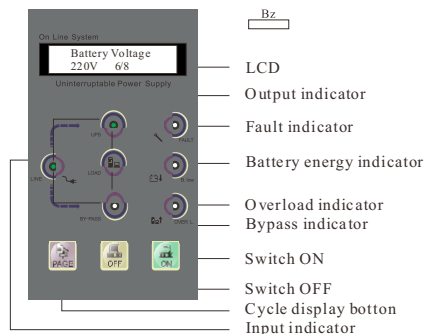 Bz
On Line System
Battery Voltage
220V 6/8
LCD
Uninterruptable Power Supply
Output indicator
Fault indicator
UPS
FAULT
Battery energy indicator
LINE
LOAD
Overload indicator
BY-PASS
OVER L.
Bypass indicator
Switch ON
PAGE
OFF
ON
Switch OFF
Cycle display botton
Input indicator